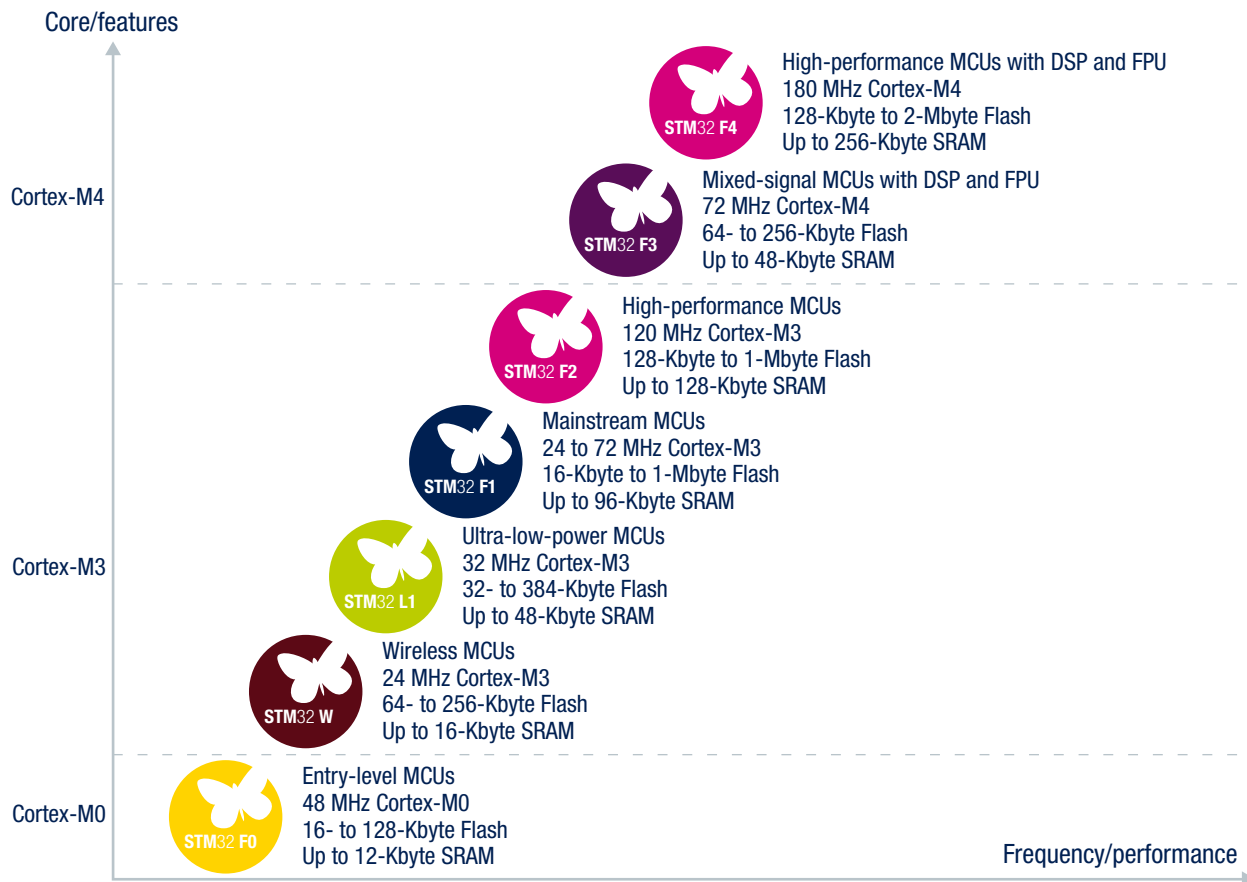 Core/features
High-performance MCUs with DSP and FPU
180 MHz Cortex-M4
128-Kbyte to 2-Mbyte Flash
Up to 256-Kbyte SRAM
STM32 F4
Cortex-M4
Mixed-signal MCUs with DSP and FPU
72 MHz Cortex-M4
64- to 256-Kbyte Flash
Up to 48-Kbyte SRAM
STM32 F3
High-performance MCUs
120 MHz Cortex-M3
128-Kbyte to 1-Mbyte Flash
Up to 128-Kbyte SRAM
STM32 F2
Mainstream MCUs
24 to 72 MHz Cortex-M3
16-Kbyte to 1-Mbyte Flash
Up to 96-Kbyte SRAM
STM32 F1
Cortex-M3
Ultra-low-power MCUs
32 MHz Cortex-M3
32- to 384-Kbyte Flash
Up to 48-Kbyte SRAM
STM32 L1
Wireless MCUs
24 MHz Cortex-M3
64- to 256-Kbyte Flash
Up to 16-Kbyte SRAM
STM32 W
Cortex-M0
Entry-level MCUs
48 MHz Cortex-M0
16- to 128-Kbyte Flash
Up to 12-Kbyte SRAM
STM32 F0
Frequency/performance